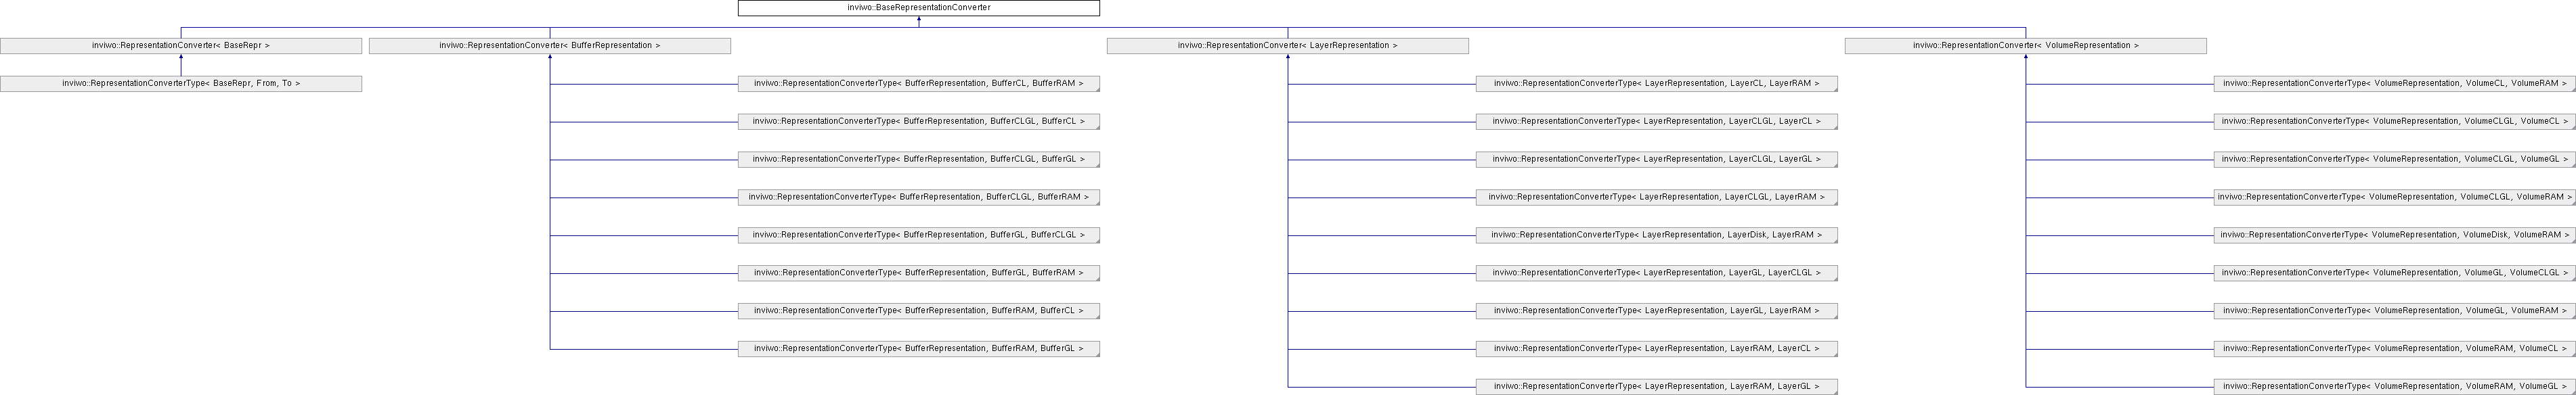 inviwo::BaseRepresentationConverter
inviwo::RepresentationConverter< BaseRepr >
inviwo::RepresentationConverter< BufferRepresentation >
inviwo::RepresentationConverter< LayerRepresentation >
inviwo::RepresentationConverter< VolumeRepresentation >
inviwo::RepresentationConverterType< BaseRepr, From, To >
inviwo::RepresentationConverterType< BufferRepresentation, BufferCL, BufferRAM >
inviwo::RepresentationConverterType< LayerRepresentation, LayerCL, LayerRAM >
inviwo::RepresentationConverterType< VolumeRepresentation, VolumeCL, VolumeRAM >
inviwo::RepresentationConverterType< BufferRepresentation, BufferCLGL, BufferCL >
inviwo::RepresentationConverterType< LayerRepresentation, LayerCLGL, LayerCL >
inviwo::RepresentationConverterType< VolumeRepresentation, VolumeCLGL, VolumeCL >
inviwo::RepresentationConverterType< BufferRepresentation, BufferCLGL, BufferGL >
inviwo::RepresentationConverterType< LayerRepresentation, LayerCLGL, LayerGL >
inviwo::RepresentationConverterType< VolumeRepresentation, VolumeCLGL, VolumeGL >
inviwo::RepresentationConverterType< BufferRepresentation, BufferCLGL, BufferRAM >
inviwo::RepresentationConverterType< LayerRepresentation, LayerCLGL, LayerRAM >
inviwo::RepresentationConverterType< VolumeRepresentation, VolumeCLGL, VolumeRAM >
inviwo::RepresentationConverterType< BufferRepresentation, BufferGL, BufferCLGL >
inviwo::RepresentationConverterType< LayerRepresentation, LayerDisk, LayerRAM >
inviwo::RepresentationConverterType< VolumeRepresentation, VolumeDisk, VolumeRAM >
inviwo::RepresentationConverterType< BufferRepresentation, BufferGL, BufferRAM >
inviwo::RepresentationConverterType< LayerRepresentation, LayerGL, LayerCLGL >
inviwo::RepresentationConverterType< VolumeRepresentation, VolumeGL, VolumeCLGL >
inviwo::RepresentationConverterType< BufferRepresentation, BufferRAM, BufferCL >
inviwo::RepresentationConverterType< LayerRepresentation, LayerGL, LayerRAM >
inviwo::RepresentationConverterType< VolumeRepresentation, VolumeGL, VolumeRAM >
inviwo::RepresentationConverterType< BufferRepresentation, BufferRAM, BufferGL >
inviwo::RepresentationConverterType< LayerRepresentation, LayerRAM, LayerCL >
inviwo::RepresentationConverterType< VolumeRepresentation, VolumeRAM, VolumeCL >
inviwo::RepresentationConverterType< LayerRepresentation, LayerRAM, LayerGL >
inviwo::RepresentationConverterType< VolumeRepresentation, VolumeRAM, VolumeGL >